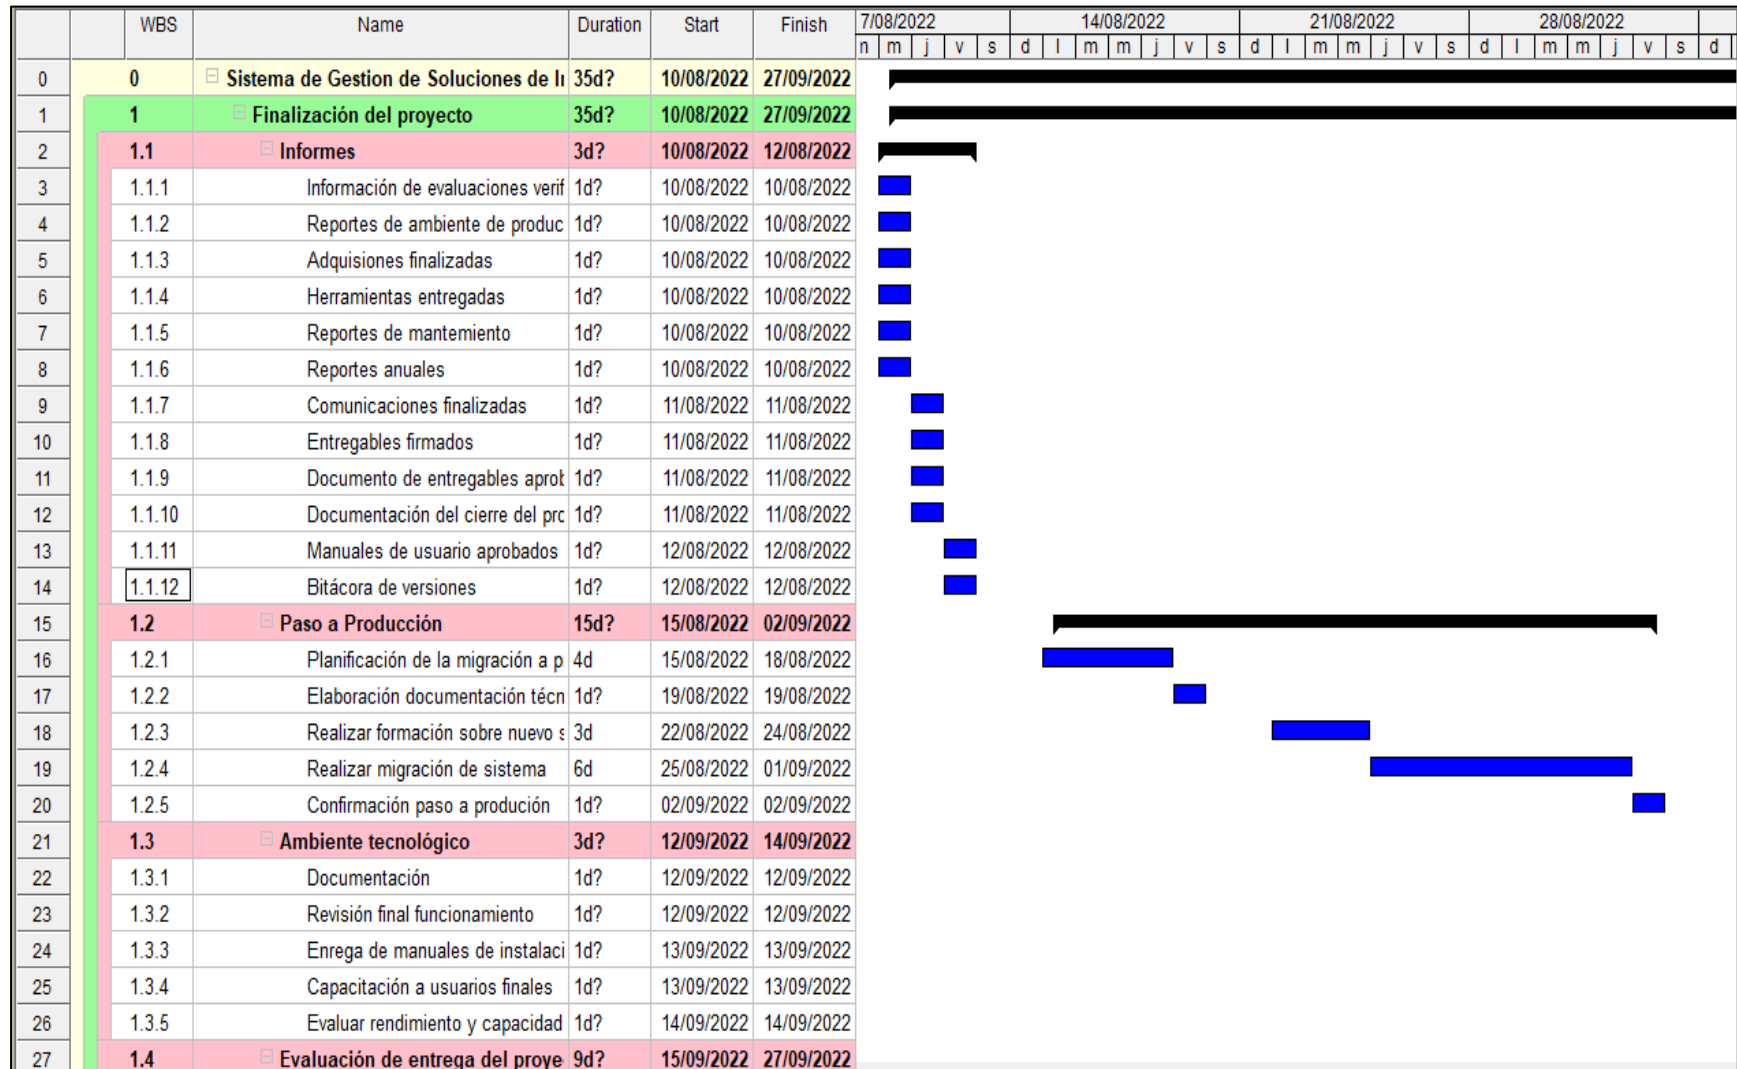 WBS Name Duration Start Finish 7/08/2022 14/08/2022 21/08/2022 28/08/2022
n m j v s d l m m j v s d l m m j v s d l m m j v s d
0 0 Sistema de Gestion de Soluciones de 35d? 10/08/2022 27/09/2022
1 1 Finalización del proyecto 35d? 10/08/2022 27/09/2022
2 1.1 Informes 3d? 10/08/2022 12/08/2022
3 1.1.1 Información de evaluaciones verif 1d? 10/08/2022 10/08/2022
4 1.1.2 Reportes de ambiente de produc 1d? 10/08/2022 10/08/2022
5 1.1.3 Adquisiones finalizadas 1d? 10/08/2022 10/08/2022
6 1.1.4 Herramientas entregadas 1d? 10/08/2022 10/08/2022
7 1.1.5 Reportes de mantemiento 1d? 10/08/2022 10/08/2022
8 1.1.6 Reportes anuales 1d? 10/08/2022 10/08/2022
9 1.1.7 Comunicaciones finalizadas 1d? 11/08/2022 11/08/2022
10 1.1.8 Entregables firmados 1d? 11/08/2022 11/08/2022
11 1.1.9 Documento de entregables aprob 1d? 11/08/2022 11/08/2022
12 1.1.10 Documentación del cierre del pro 1d? 11/08/2022 11/08/2022
13 1.1.11 Manuales de usuario aprobados 1d? 12/08/2022 12/08/2022
14 1.1.12 Bitácora de versiones 1d? 12/08/2022 12/08/2022
15 1.2 Paso a Producción 15d? 15/08/2022 02/09/2022
16 1.2.1 Planificación de la migración a p 4d 15/08/2022 18/08/2022
17 1.2.2 Elaboración documentación técn 1d? 19/08/2022 19/08/2022
18 1.2.3 Realizar formación sobre nuevo s 3d 22/08/2022 24/08/2022
19 1.2.4 Realizar migración de sistema 6d 25/08/2022 01/09/2022
20 1.2.5 Confirmación paso a produción 1d? 02/09/2022 02/09/2022
21 1.3 Ambiente tecnológico 3d? 12/09/2022 14/09/2022
22 1.3.1 Documentación 1d? 12/09/2022 12/09/2022
23 1.3.2 Revisión final funcionamiento 1d? 12/09/2022 12/09/2022
24 1.3.3 Enrega de manuales de instalaci 1d? 13/09/2022 13/09/2022
25 1.3.4 Capacitación a usuarios finales 1d? 13/09/2022 13/09/2022
26 1.3.5 Evaluar rendimiento y capacidad 1d? 14/09/2022 14/09/2022
27 1.4 Evaluación de entrega del proye 9d? 15/09/2022 27/09/2022